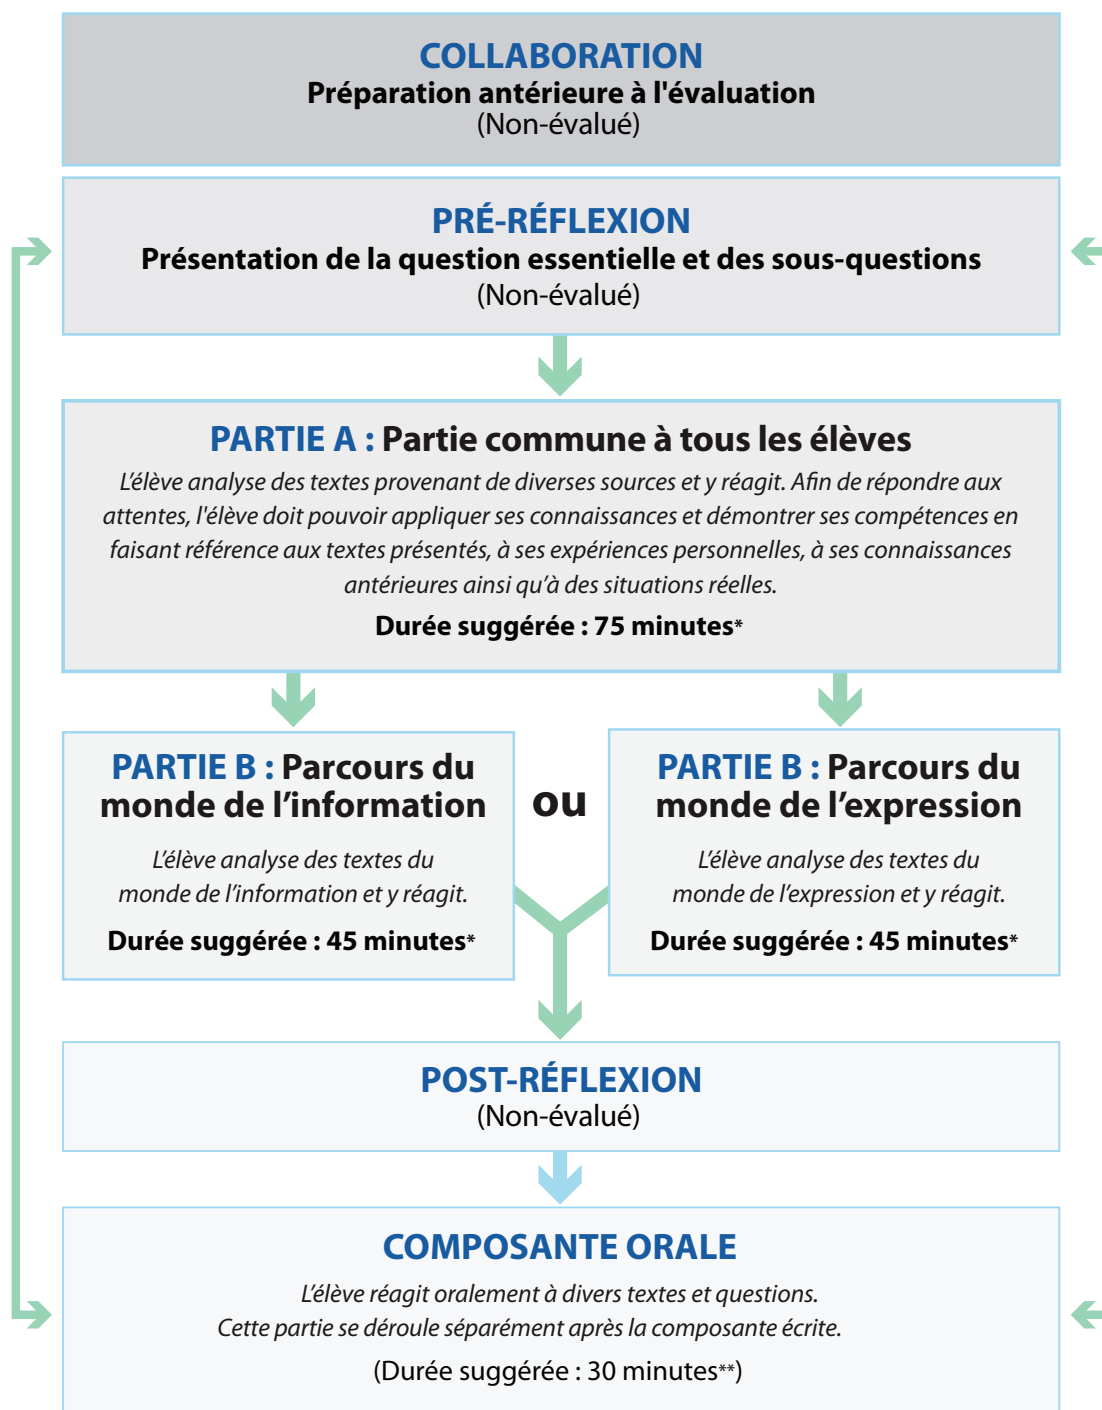 COLLABORATION
Préparation antérieure à l'évaluation
(Non-évalué)
PRÉ-RÉFLEXION
Présentation de la question essentielle et des sous-questions
(Non-évalué)
PARTIE A : Partie commune à tous les élèves
L’élève analyse des textes provenant de diverses sources et y réagit. Afin de répondre aux
attentes, l'élève doit pouvoir appliquer ses connaissances et démontrer ses compétences en
faisant référence aux textes présentés, à ses expériences personnelles, à ses connaissances
antérieures ainsi qu’à des situations réelles.
Durée suggérée : 75 minutes*
PARTIE B : Parcours du
monde de l’information
L’élève analyse des textes du
monde de l’information et y réagit.
Durée suggérée : 45 minutes*
ou
PARTIE B : Parcours du
monde de l’expression
L’élève analyse des textes du
monde de l’expression et y réagit.
Durée suggérée : 45 minutes*
POST-RÉFLEXION
(Non-évalué)
COMPOSANTE ORALE
L’élève réagit oralement à divers textes et questions.
Cette partie se déroule séparément après la composante écrite.
(Durée suggérée : 30 minutes**)